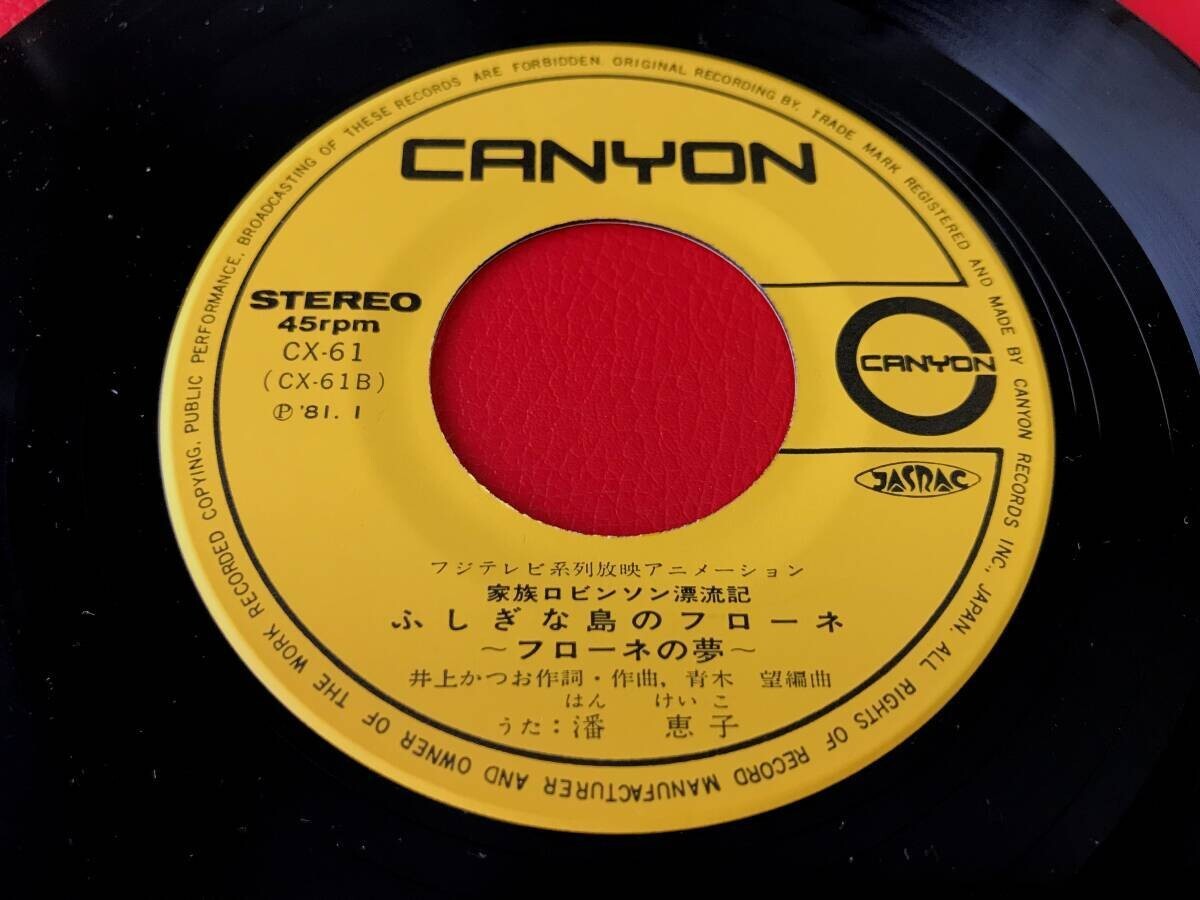 CANYON
STEREO
45rpm
CX-61
(CX-61B)
Ⓟ '81. 1
CANYON
JASRAC
フジテレビ系列放映アニメーション
家族ロビンソン漂流記
ふしぎな島のフローネ
～フローネの夢～
井上かつお作詞・作曲, 青木 望編曲
はん けいこ
うた：潘 恵子
ORIGINAL RECORDING BY, TRADE MARK REGISTERED AND MADE BY CANYON RECORDS INC., JAPAN. ALL RIGHTS OF RECORD MANUFACTURER AND OWNER OF THE WORK RECORDED COPYING, PUBLIC PERFORMANCE, BROADCASTING OF THESE RECORDS ARE FORBIDDEN.